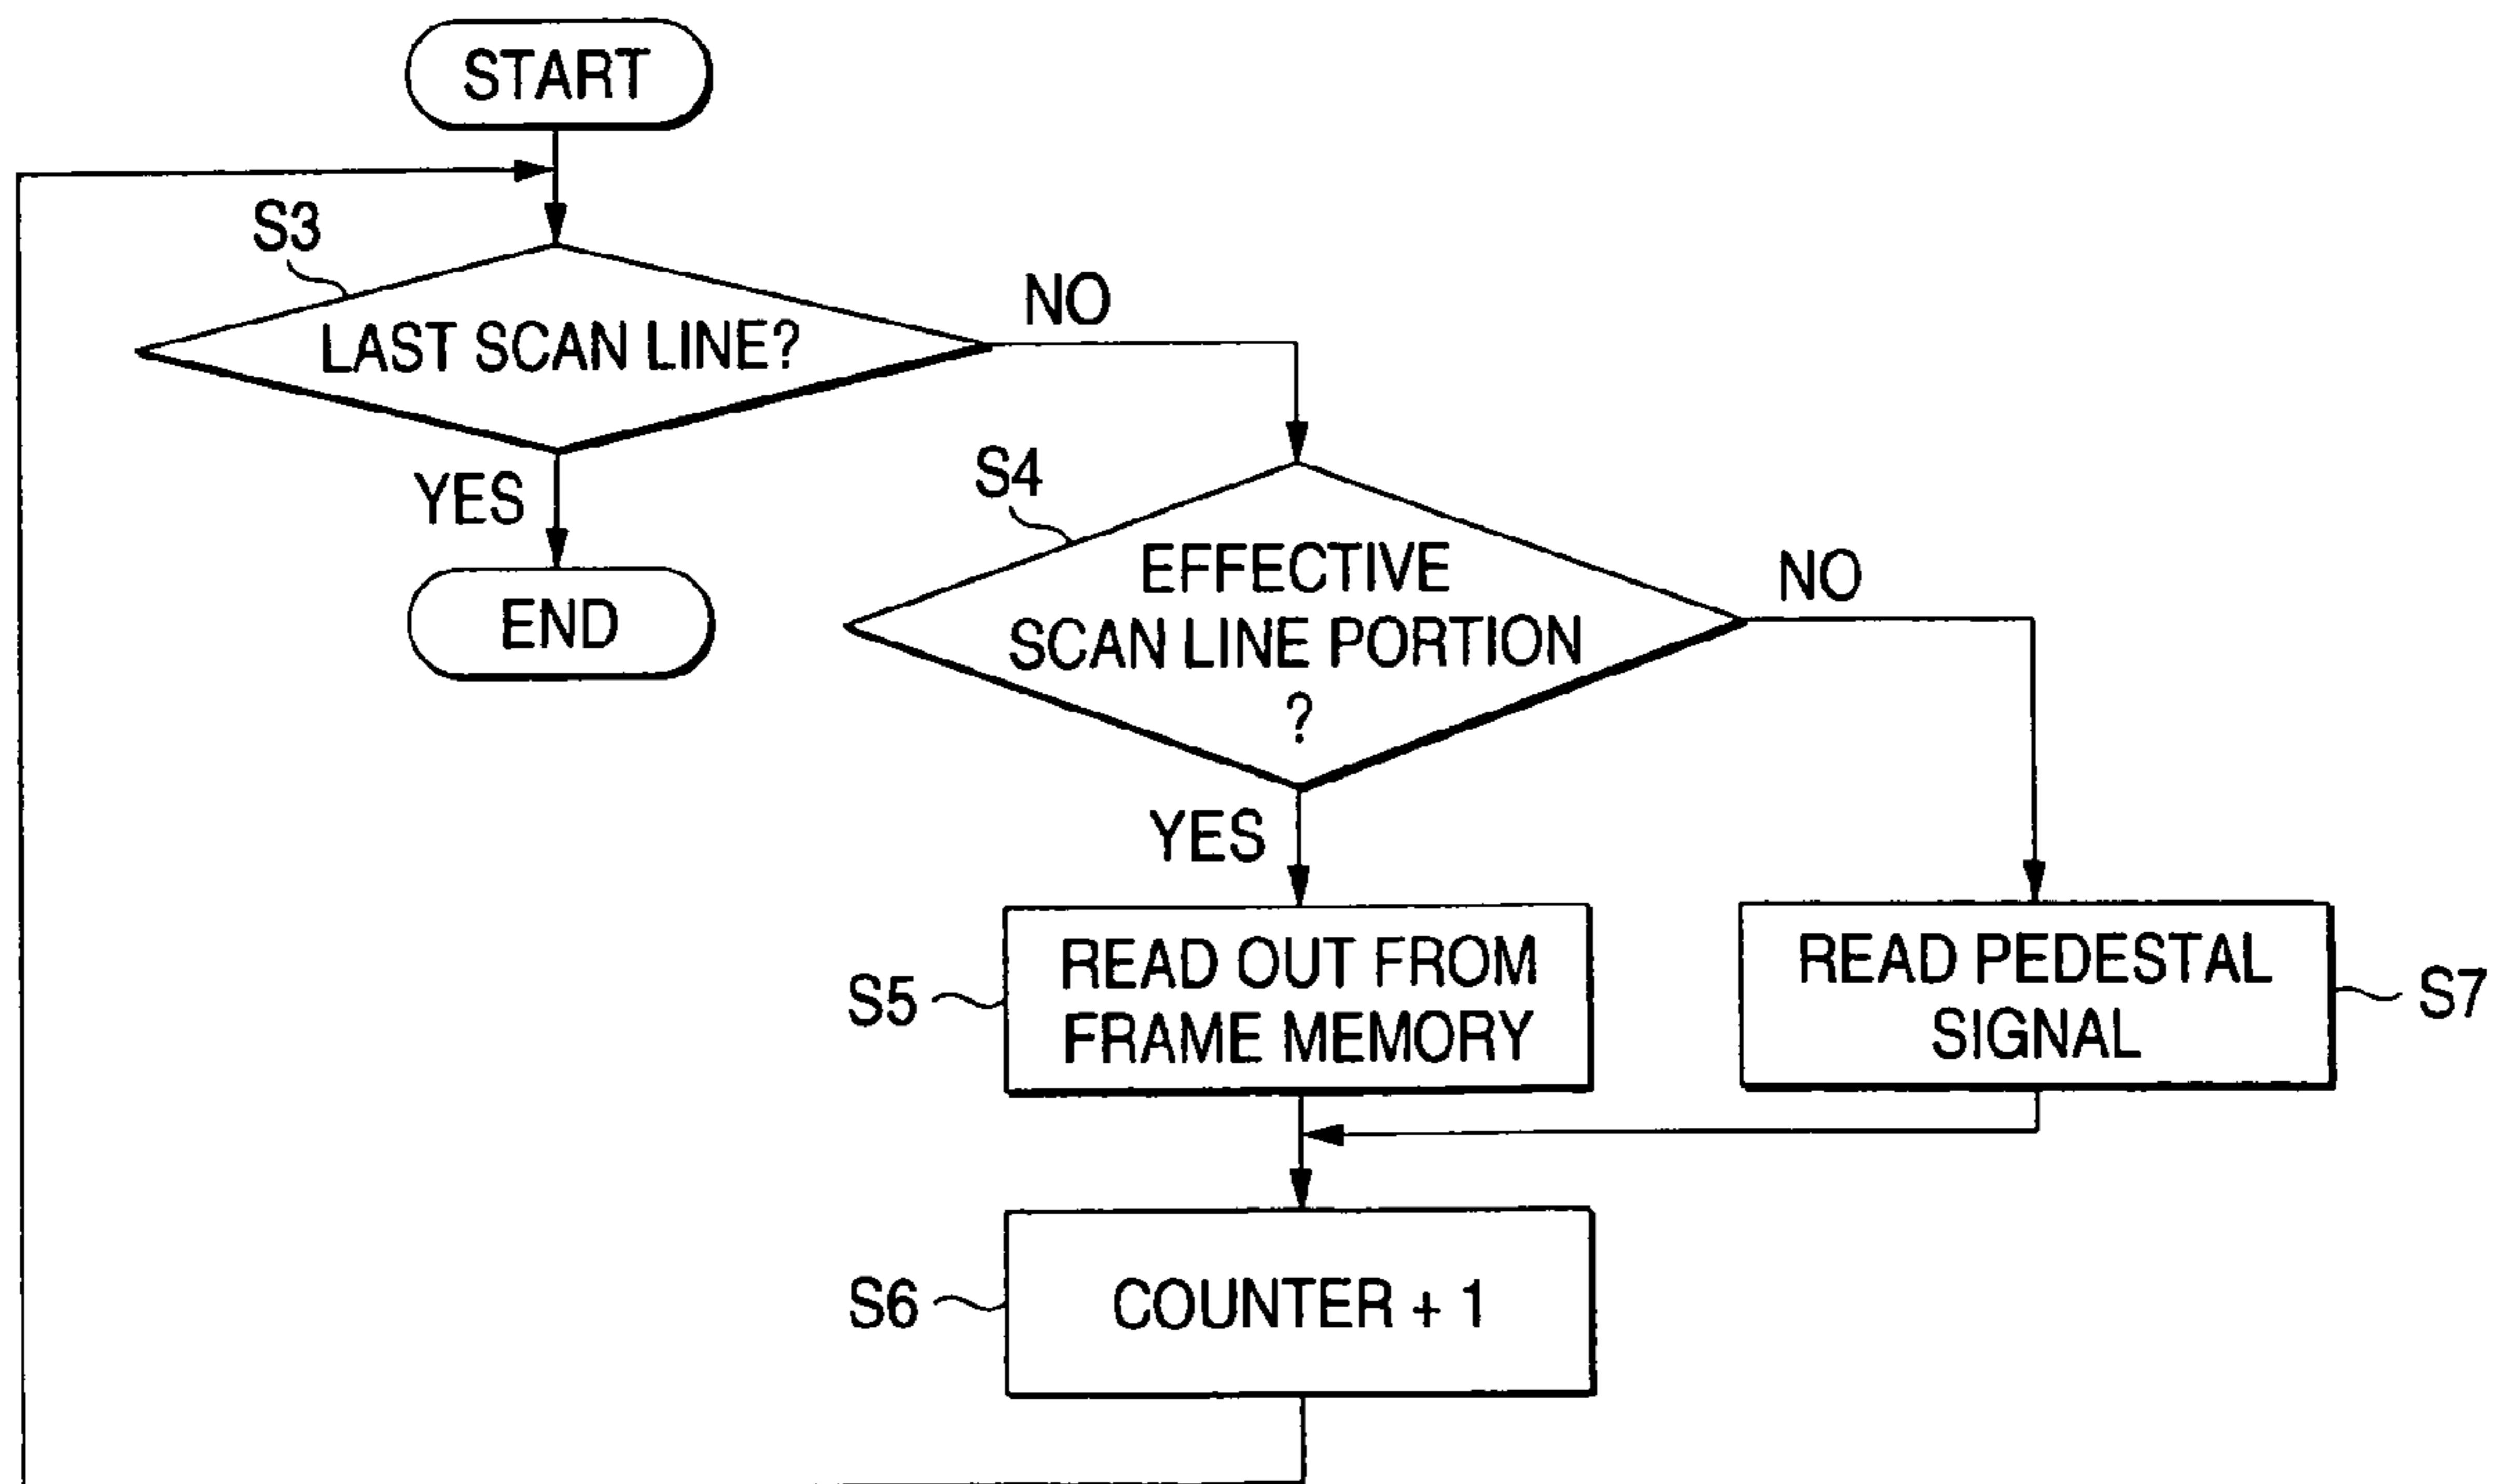 START
S3
LAST SCAN LINE?
NO
YES
END
S4
EFFECTIVE
SCAN LINE PORTION
?
NO
YES
S5
READ OUT FROM
FRAME MEMORY
READ PEDESTAL
SIGNAL
S7
S6
COUNTER + 1